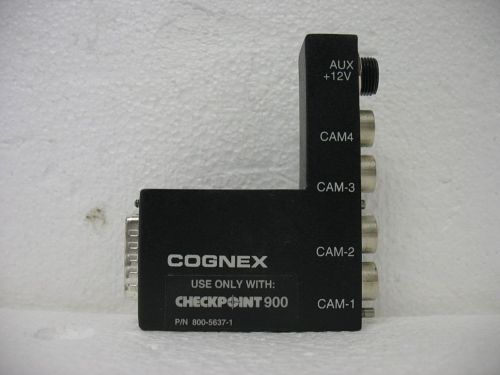 AUX
+12V
CAM4
CAM-3
CAM-2
CAM-1
COGNEX
USE ONLY WITH:
CHECKPOINT 900
P/N 800-5637-1